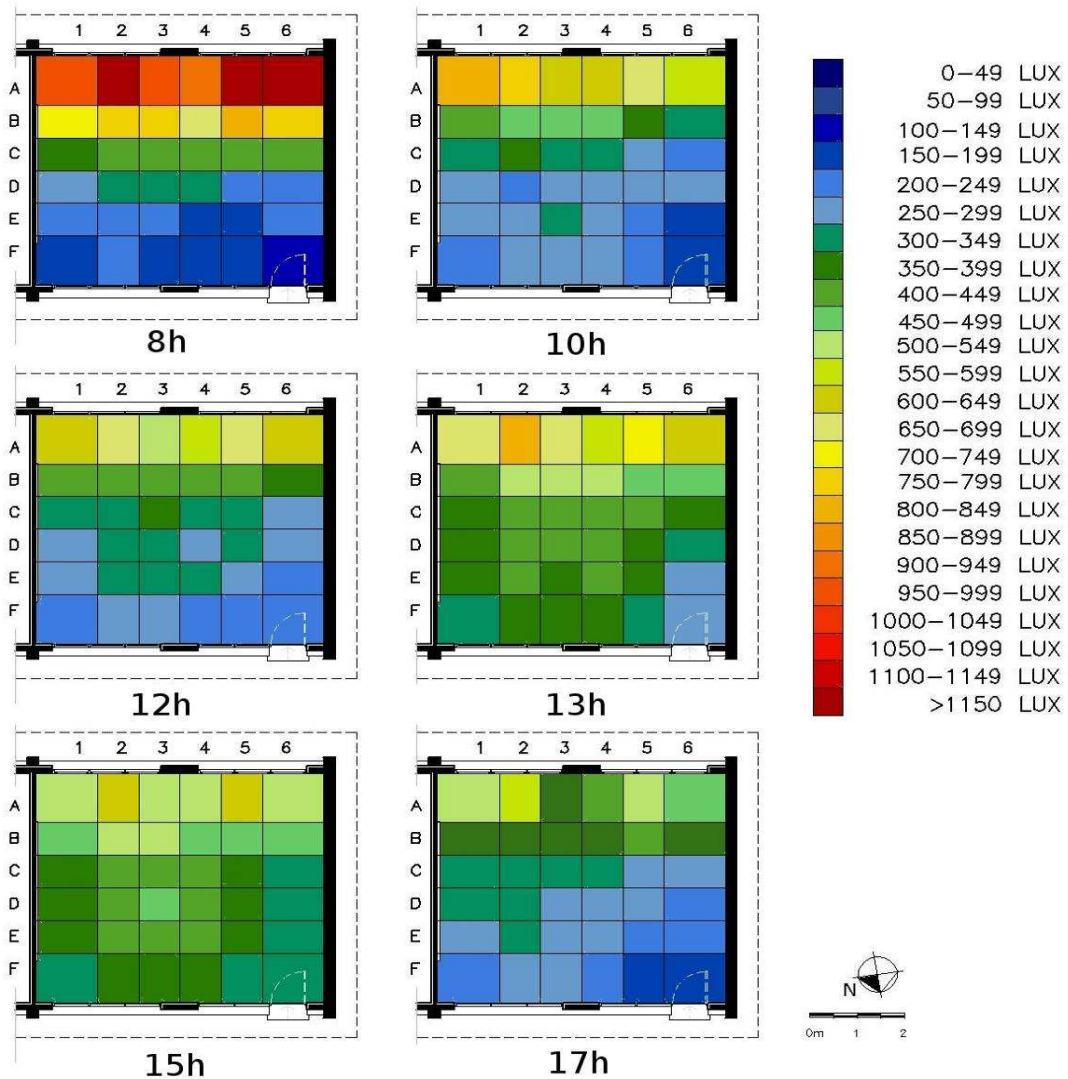 1 2 3 4 5 6
A
B
C
D
E
F
8h
1 2 3 4 5 6
A
B
C
D
E
F
10h
0-49 LUX
50-99 LUX
100-149 LUX
150-199 LUX
200-249 LUX
250-299 LUX
300-349 LUX
350-399 LUX
400-449 LUX
450-499 LUX
500-549 LUX
550-599 LUX
600-649 LUX
650-699 LUX
700-749 LUX
750-799 LUX
800-849 LUX
850-899 LUX
900-949 LUX
950-999 LUX
1000-1049 LUX
1050-1099 LUX
1100-1149 LUX
>1150 LUX
1 2 3 4 5 6
A
B
C
D
E
F
12h
1 2 3 4 5 6
A
B
C
D
E
F
13h
1 2 3 4 5 6
A
B
C
D
E
F
15h
1 2 3 4 5 6
A
B
C
D
E
F
17h
N
0m 1 2